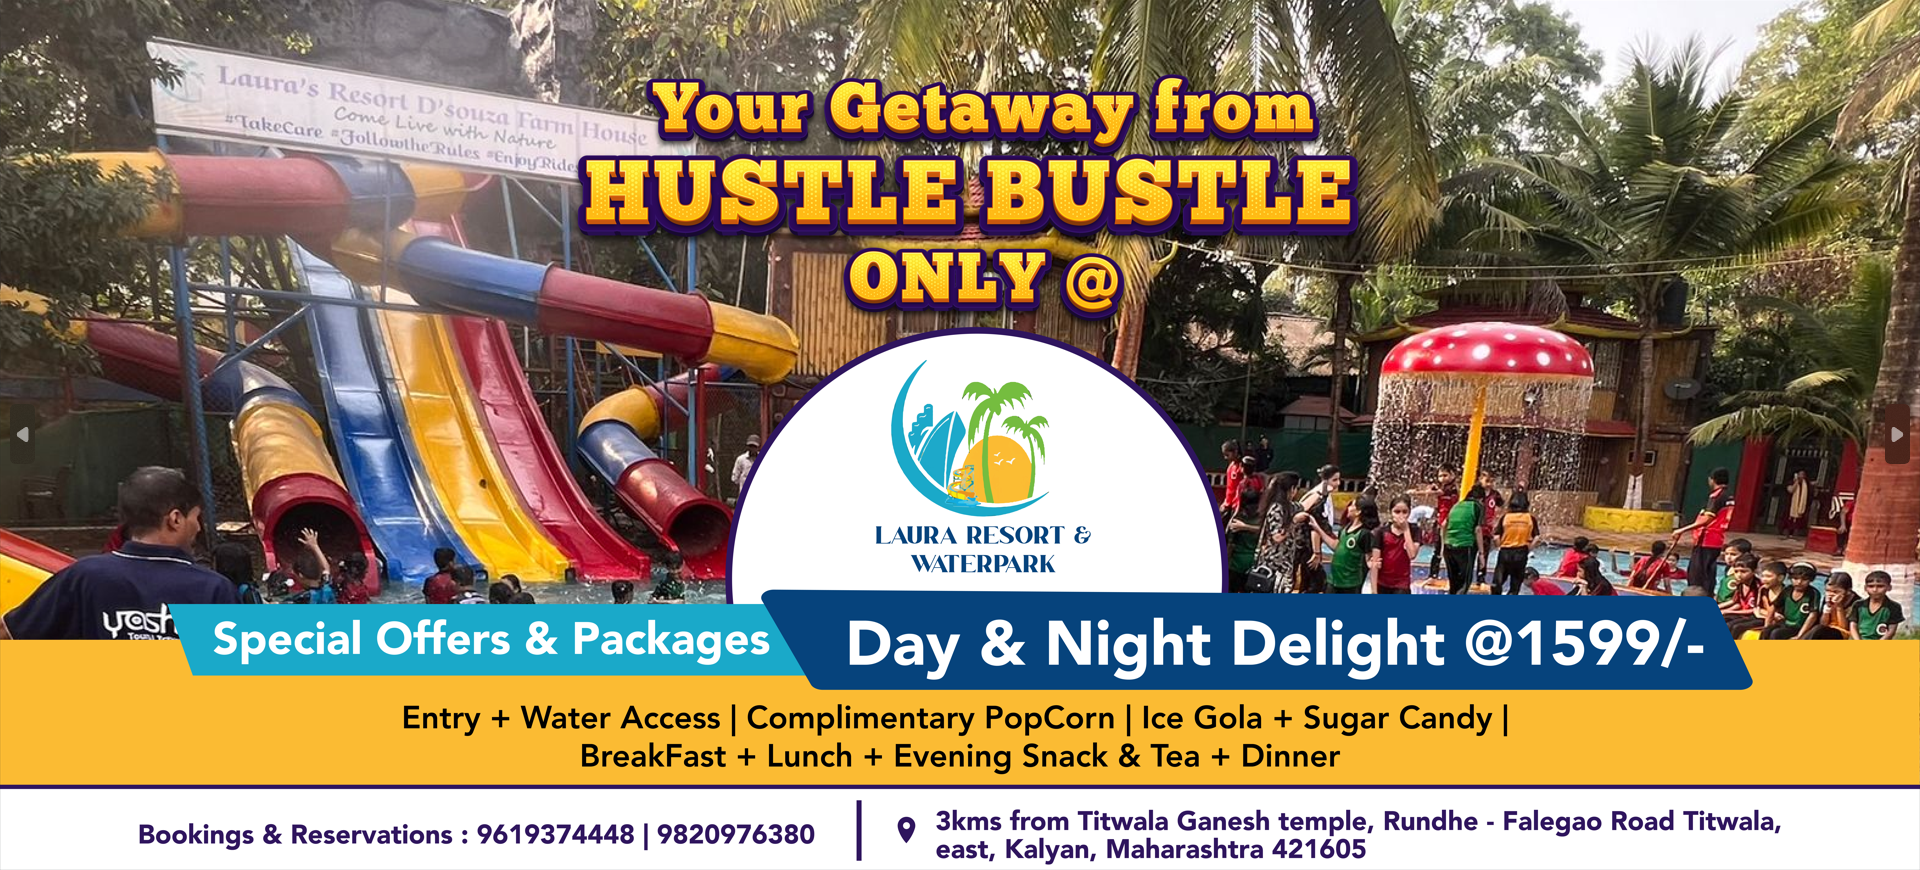 Laura's Resort D'souza Farm House
Come Live with Nature
#TakeCare #FollowtheRules #EnjoyRide
Your Getaway from
HUSTLE BUSTLE
ONLY @
LAURA RESORT &
WATERPARK
yash
Special Offers & Packages
Day & Night Delight @1599/-
Entry + Water Access | Complimentary PopCorn | Ice Gola + Sugar Candy |
BreakFast + Lunch + Evening Snack & Tea + Dinner
Bookings & Reservations : 9619374448 | 9820976380
3kms from Titwala Ganesh temple, Rundhe - Falegao Road Titwala,
east, Kalyan, Maharashtra 421605